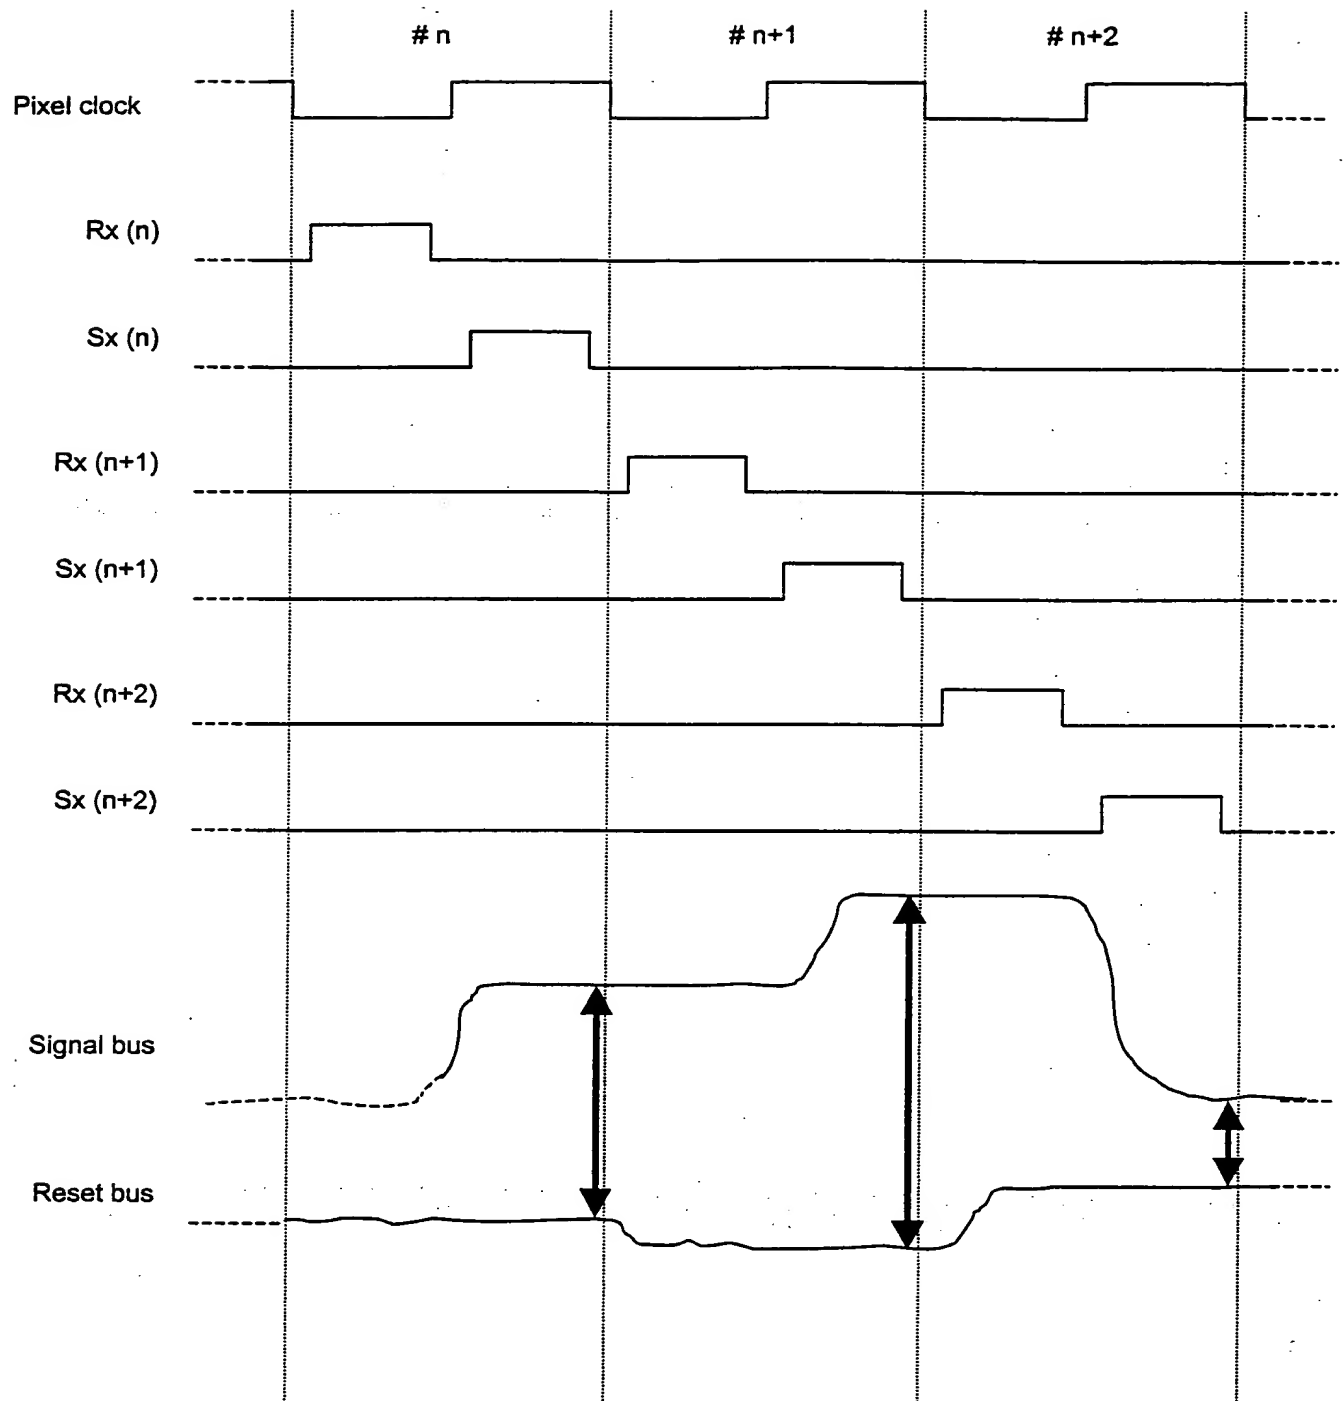 # n
# n+1
# n+2
Pixel clock
Rx (n)
Sx (n)
Rx (n+1)
Sx (n+1)
Rx (n+2)
Sx (n+2)
Signal bus
Reset bus